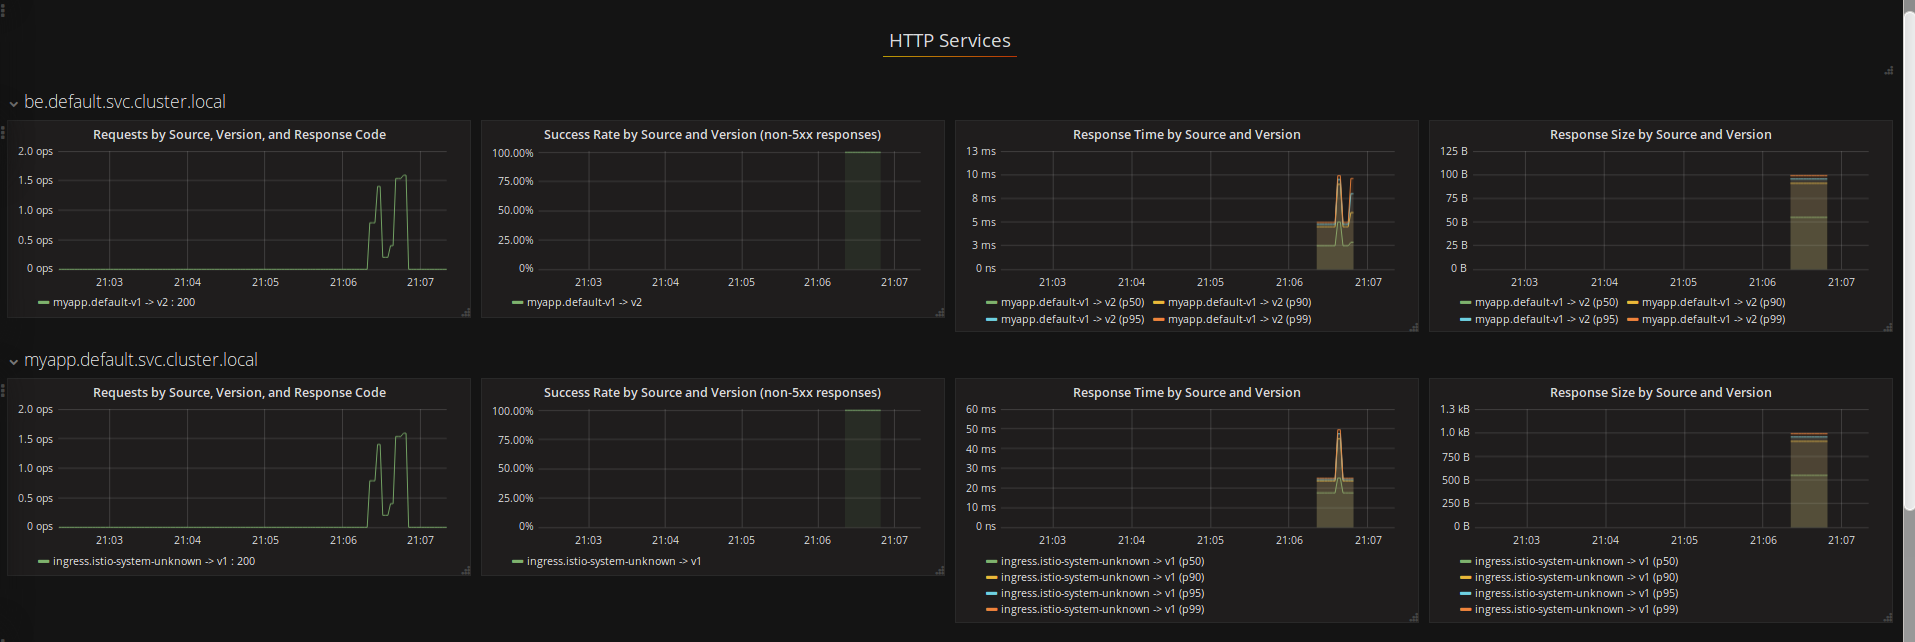 HTTP Services
be.default.svc.cluster.local
Requests by Source, Version, and Response Code
2.0 ops
1.5 ops
1.0 ops
0.5 ops
0 ops
21:03 21:04 21:05 21:06 21:07
myapp.default-v1 -> v2 : 200
Success Rate by Source and Version (non-5xx responses)
100.00%
75.00%
50.00%
25.00%
0%
21:03 21:04 21:05 21:06 21:07
myapp.default-v1 -> v2
Response Time by Source and Version
13 ms
10 ms
8 ms
5 ms
3 ms
0 ns
21:03 21:04 21:05 21:06 21:07
myapp.default-v1 -> v2 (p50) myapp.default-v1 -> v2 (p90)
myapp.default-v1 -> v2 (p95) myapp.default-v1 -> v2 (p99)
Response Size by Source and Version
125 B
100 B
75 B
50 B
25 B
0 B
21:03 21:04 21:05 21:06 21:07
myapp.default-v1 -> v2 (p50) myapp.default-v1 -> v2 (p90)
myapp.default-v1 -> v2 (p95) myapp.default-v1 -> v2 (p99)
myapp.default.svc.cluster.local
Requests by Source, Version, and Response Code
2.0 ops
1.5 ops
1.0 ops
0.5 ops
0 ops
21:03 21:04 21:05 21:06 21:07
ingress.istio-system-unknown -> v1 : 200
Success Rate by Source and Version (non-5xx responses)
100.00%
75.00%
50.00%
25.00%
0%
21:03 21:04 21:05 21:06 21:07
ingress.istio-system-unknown -> v1
Response Time by Source and Version
60 ms
50 ms
40 ms
30 ms
20 ms
10 ms
0 ns
21:03 21:04 21:05 21:06 21:07
ingress.istio-system-unknown -> v1 (p50)
ingress.istio-system-unknown -> v1 (p90)
ingress.istio-system-unknown -> v1 (p95)
ingress.istio-system-unknown -> v1 (p99)
Response Size by Source and Version
1.3 kB
1.0 kB
750 B
500 B
250 B
0 B
21:03 21:04 21:05 21:06 21:07
ingress.istio-system-unknown -> v1 (p50)
ingress.istio-system-unknown -> v1 (p90)
ingress.istio-system-unknown -> v1 (p95)
ingress.istio-system-unknown -> v1 (p99)